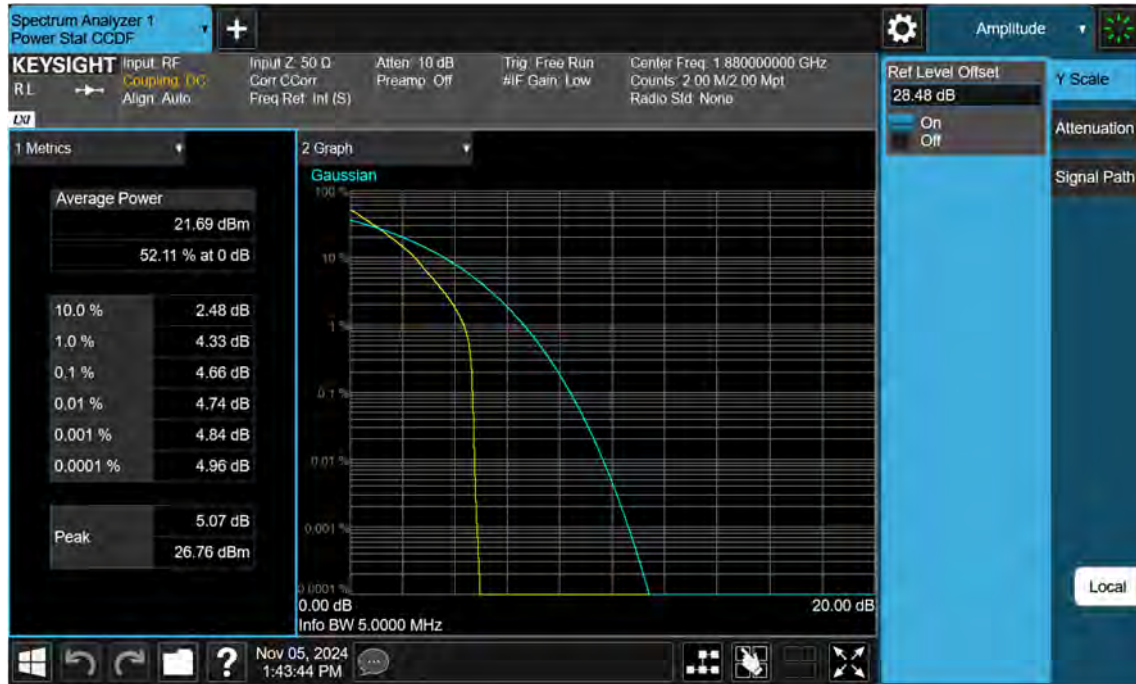 Spectrum Analyzer 1
Power Stat CCDF
Amplitude
KEYSIGHT
RL
LXI
Input: RF
Coupling: DC
Align: Auto
Input Z: 50 Ω
Corr CCorr
Freq Ref: Int (S)
Atten: 10 dB
Preamp: Off
Trig: Free Run
#IF Gain: Low
Center Freq: 1.880000000 GHz
Counts: 2.00 M/2.00 Mpt
Radio Std: None
Ref Level Offset
28.48 dB
On
Off
Y Scale
Attenuation
Signal Path
Local
1 Metrics
Average Power
21.69 dBm
52.11 % at 0 dB
10.0 % 2.48 dB
1.0 % 4.33 dB
0.1 % 4.66 dB
0.01 % 4.74 dB
0.001 % 4.84 dB
0.0001 % 4.96 dB
Peak
5.07 dB
26.76 dBm
2 Graph
Gaussian
100 %
10 %
1 %
0.1 %
0.01 %
0.001 %
0.0001 %
0.00 dB 20.00 dB
Info BW 5.0000 MHz
?
Nov 05, 2024
1:43:44 PM